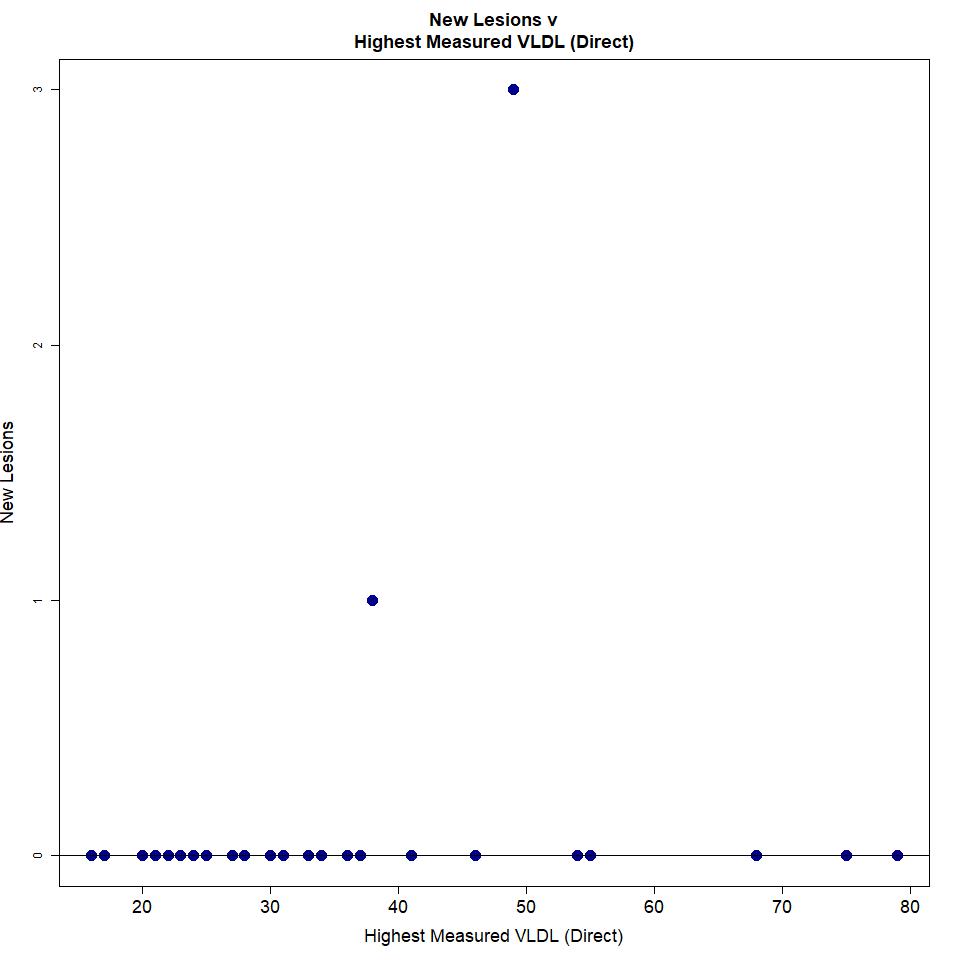 New Lesions v
Highest Measured VLDL (Direct)
3
2
1
0
New Lesions
20 30 40 50 60 70 80
Highest Measured VLDL (Direct)